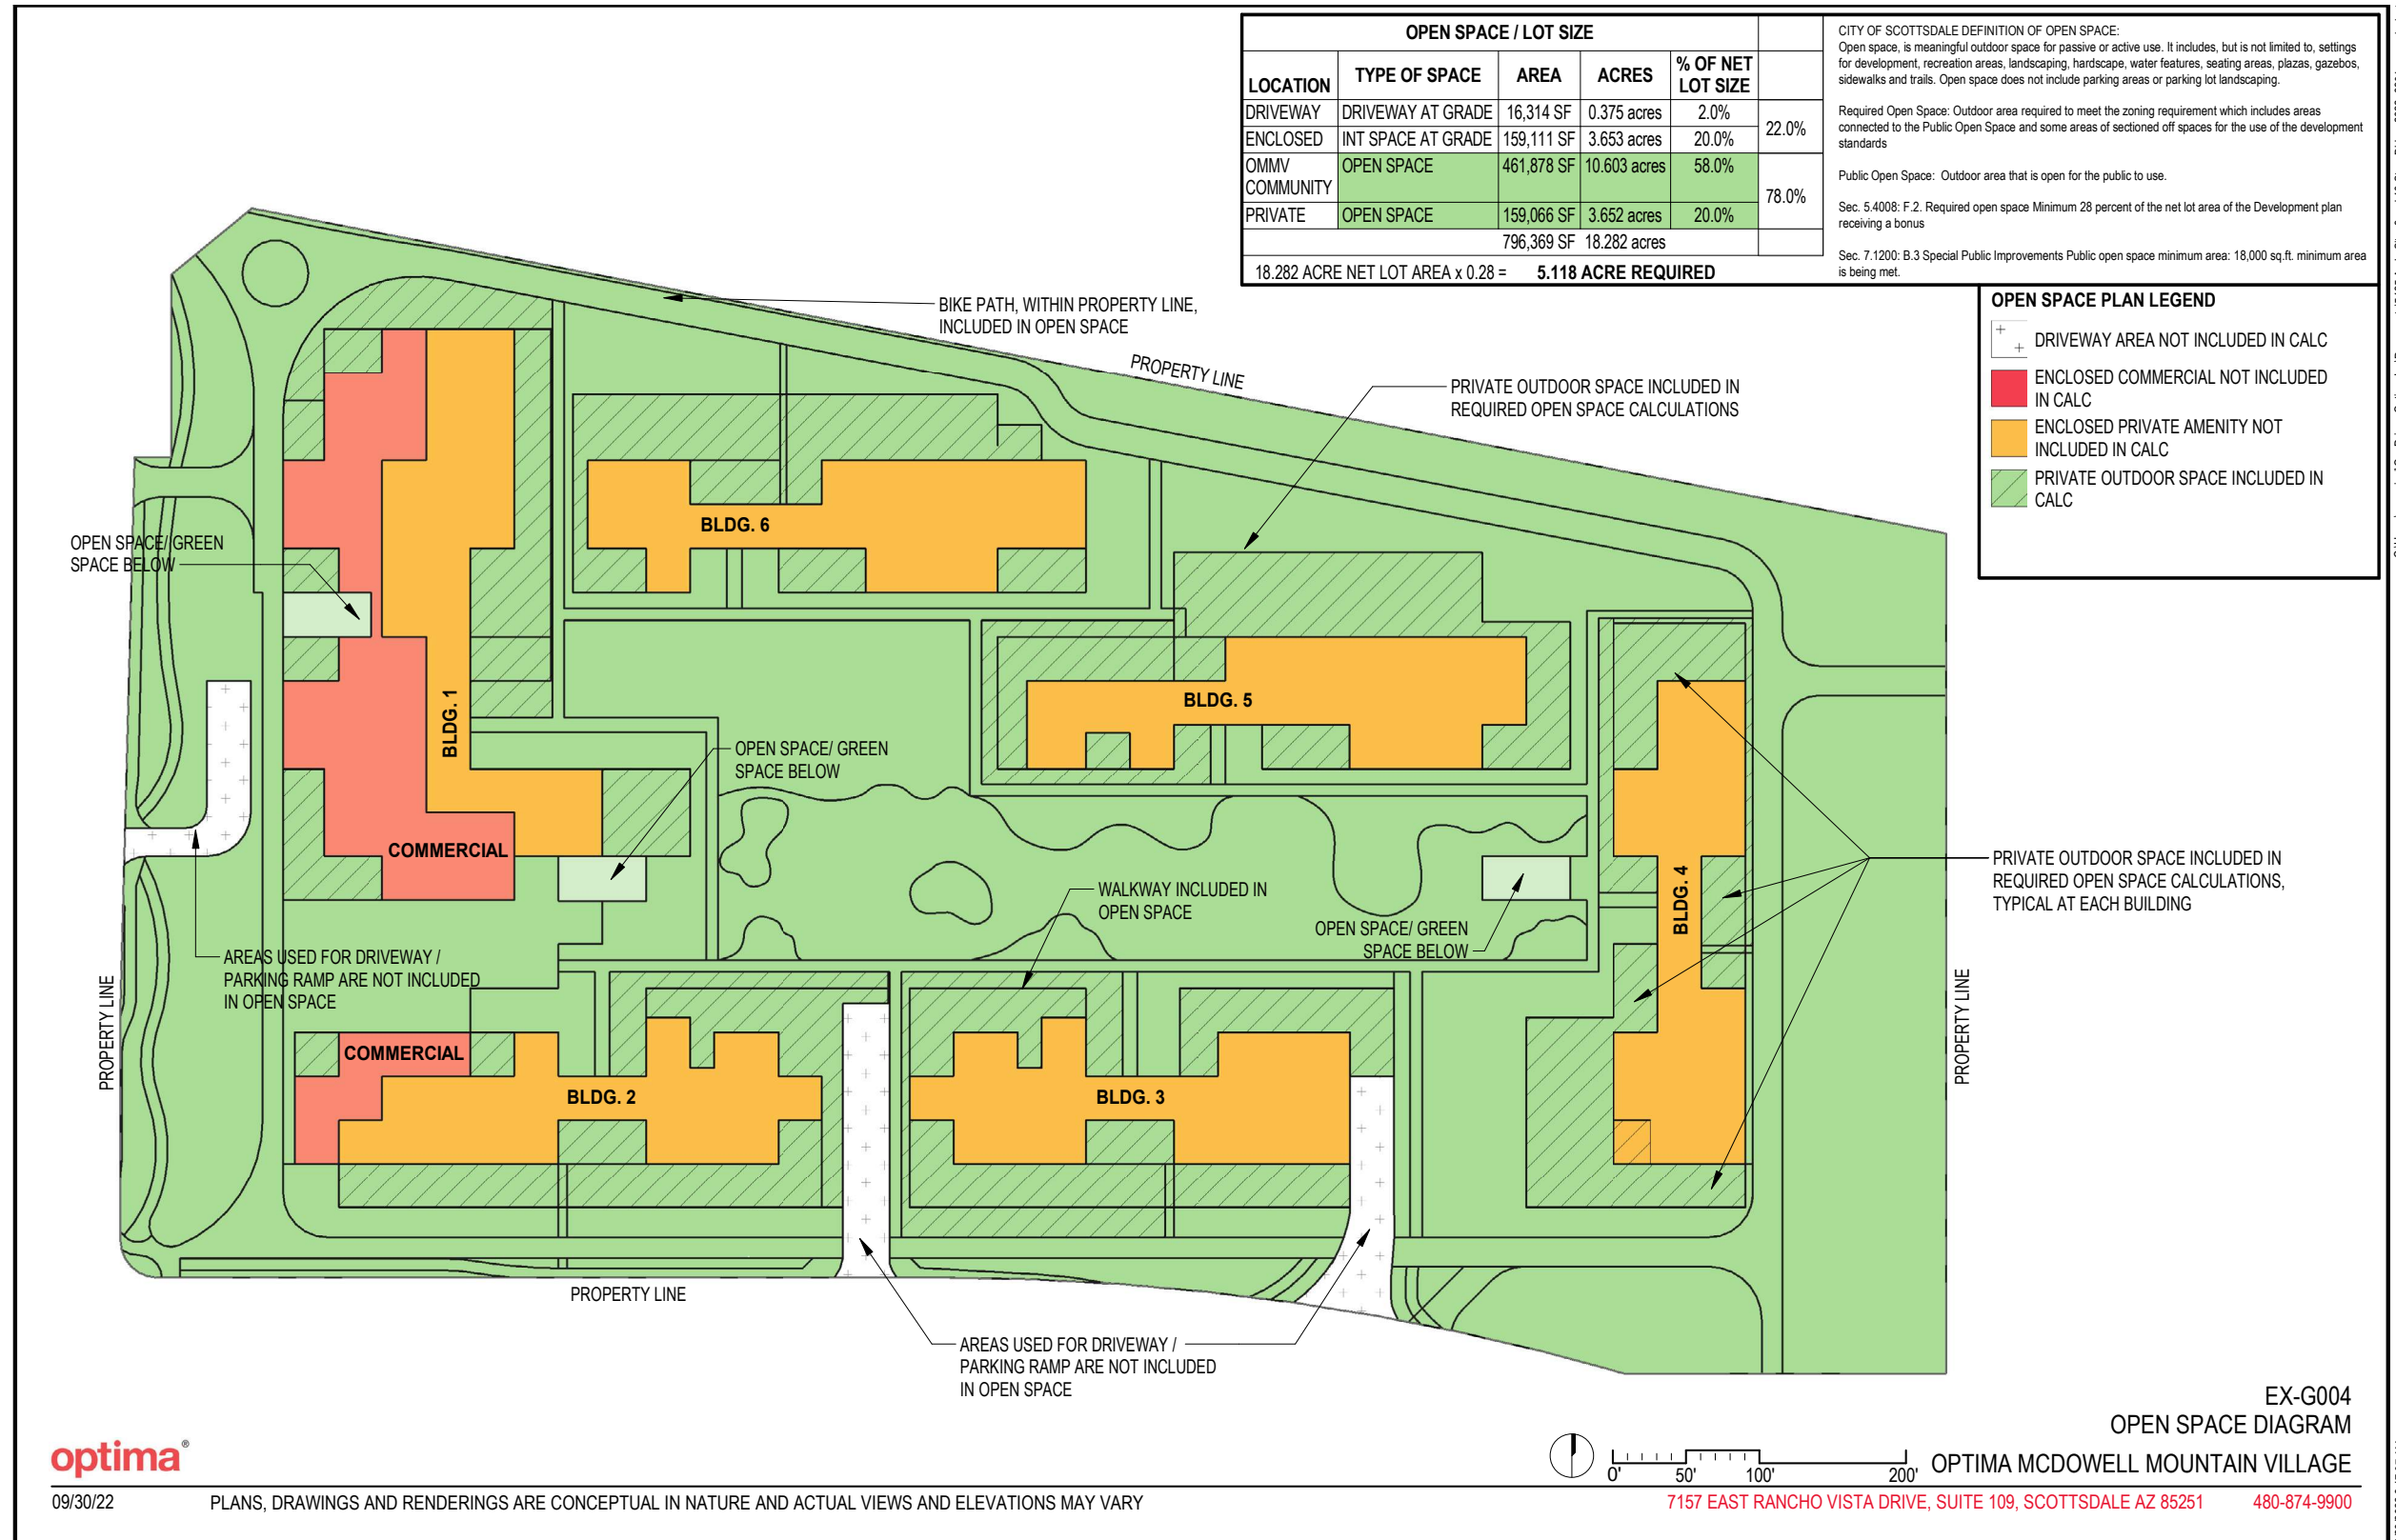 OPEN SPACE / LOT SIZE
LOCATION TYPE OF SPACE AREA ACRES % OF NET LOT SIZE
DRIVEWAY DRIVEWAY AT GRADE 16,314 SF 0.375 acres 2.0%
ENCLOSED INT SPACE AT GRADE 159,111 SF 3.653 acres 20.0%
22.0%
OMMV COMMUNITY OPEN SPACE 461,878 SF 10.603 acres 58.0%
PRIVATE OPEN SPACE 159,066 SF 3.652 acres 20.0%
78.0%
796,369 SF 18.282 acres
18.282 ACRE NET LOT AREA x 0.28 = 5.118 ACRE REQUIRED
CITY OF SCOTTSDALE DEFINITION OF OPEN SPACE:
Open space, is meaningful outdoor space for passive or active use. It includes, but is not limited to, settings
for development, recreation areas, landscaping, hardscape, water features, seating areas, plazas, gazebos,
sidewalks and trails. Open space does not include parking areas or parking lot landscaping.
Required Open Space: Outdoor area required to meet the zoning requirement which includes areas
connected to the Public Open Space and some areas of sectioned off spaces for the use of the development
standards
Public Open Space: Outdoor area that is open for the public to use.
Sec. 5.4008: F.2. Required open space Minimum 28 percent of the net lot area of the Development plan
receiving a bonus
Sec. 7.1200: B.3 Special Public Improvements Public open space minimum area: 18,000 sq.ft. minimum area
is being met.
OPEN SPACE PLAN LEGEND
DRIVEWAY AREA NOT INCLUDED IN CALC
ENCLOSED COMMERCIAL NOT INCLUDED
IN CALC
ENCLOSED PRIVATE AMENITY NOT
INCLUDED IN CALC
PRIVATE OUTDOOR SPACE INCLUDED IN
CALC
BIKE PATH, WITHIN PROPERTY LINE,
INCLUDED IN OPEN SPACE
PROPERTY LINE
PRIVATE OUTDOOR SPACE INCLUDED IN
REQUIRED OPEN SPACE CALCULATIONS
BLDG. 6
OPEN SPACE/ GREEN
SPACE BELOW
BLDG. 1
BLDG. 5
OPEN SPACE/ GREEN
SPACE BELOW
COMMERCIAL
WALKWAY INCLUDED IN
OPEN SPACE
OPEN SPACE/ GREEN
SPACE BELOW
BLDG. 4
PRIVATE OUTDOOR SPACE INCLUDED IN
REQUIRED OPEN SPACE CALCULATIONS,
TYPICAL AT EACH BUILDING
AREAS USED FOR DRIVEWAY /
PARKING RAMP ARE NOT INCLUDED
IN OPEN SPACE
PROPERTY LINE
PROPERTY LINE
COMMERCIAL
BLDG. 2
BLDG. 3
PROPERTY LINE
AREAS USED FOR DRIVEWAY /
PARKING RAMP ARE NOT INCLUDED
IN OPEN SPACE
EX-G004
OPEN SPACE DIAGRAM
optima®
0' 50' 100' 200'
OPTIMA MCDOWELL MOUNTAIN VILLAGE
09/30/22
PLANS, DRAWINGS AND RENDERINGS ARE CONCEPTUAL IN NATURE AND ACTUAL VIEWS AND ELEVATIONS MAY VARY
7157 EAST RANCHO VISTA DRIVE, SUITE 109, SCOTTSDALE AZ 85251 480-874-9900